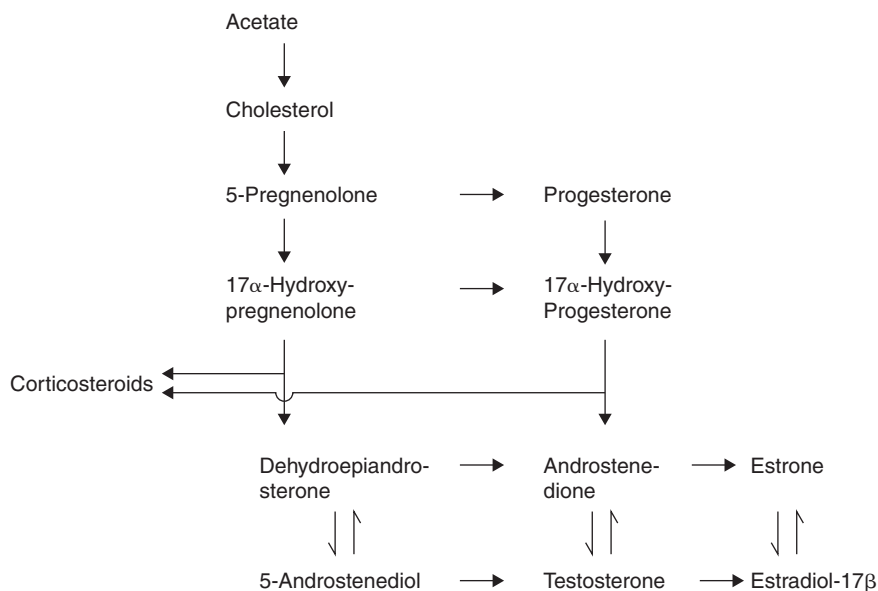 Acetate
Cholesterol
5-Pregnenolone
Progesterone
17α-Hydroxy-
pregnenolone
17α-Hydroxy-
Progesterone
Corticosteroids
Dehydroepiandro-
sterone
Androstene-
dione
Estrone
5-Androstenediol
Testosterone
Estradiol-17β